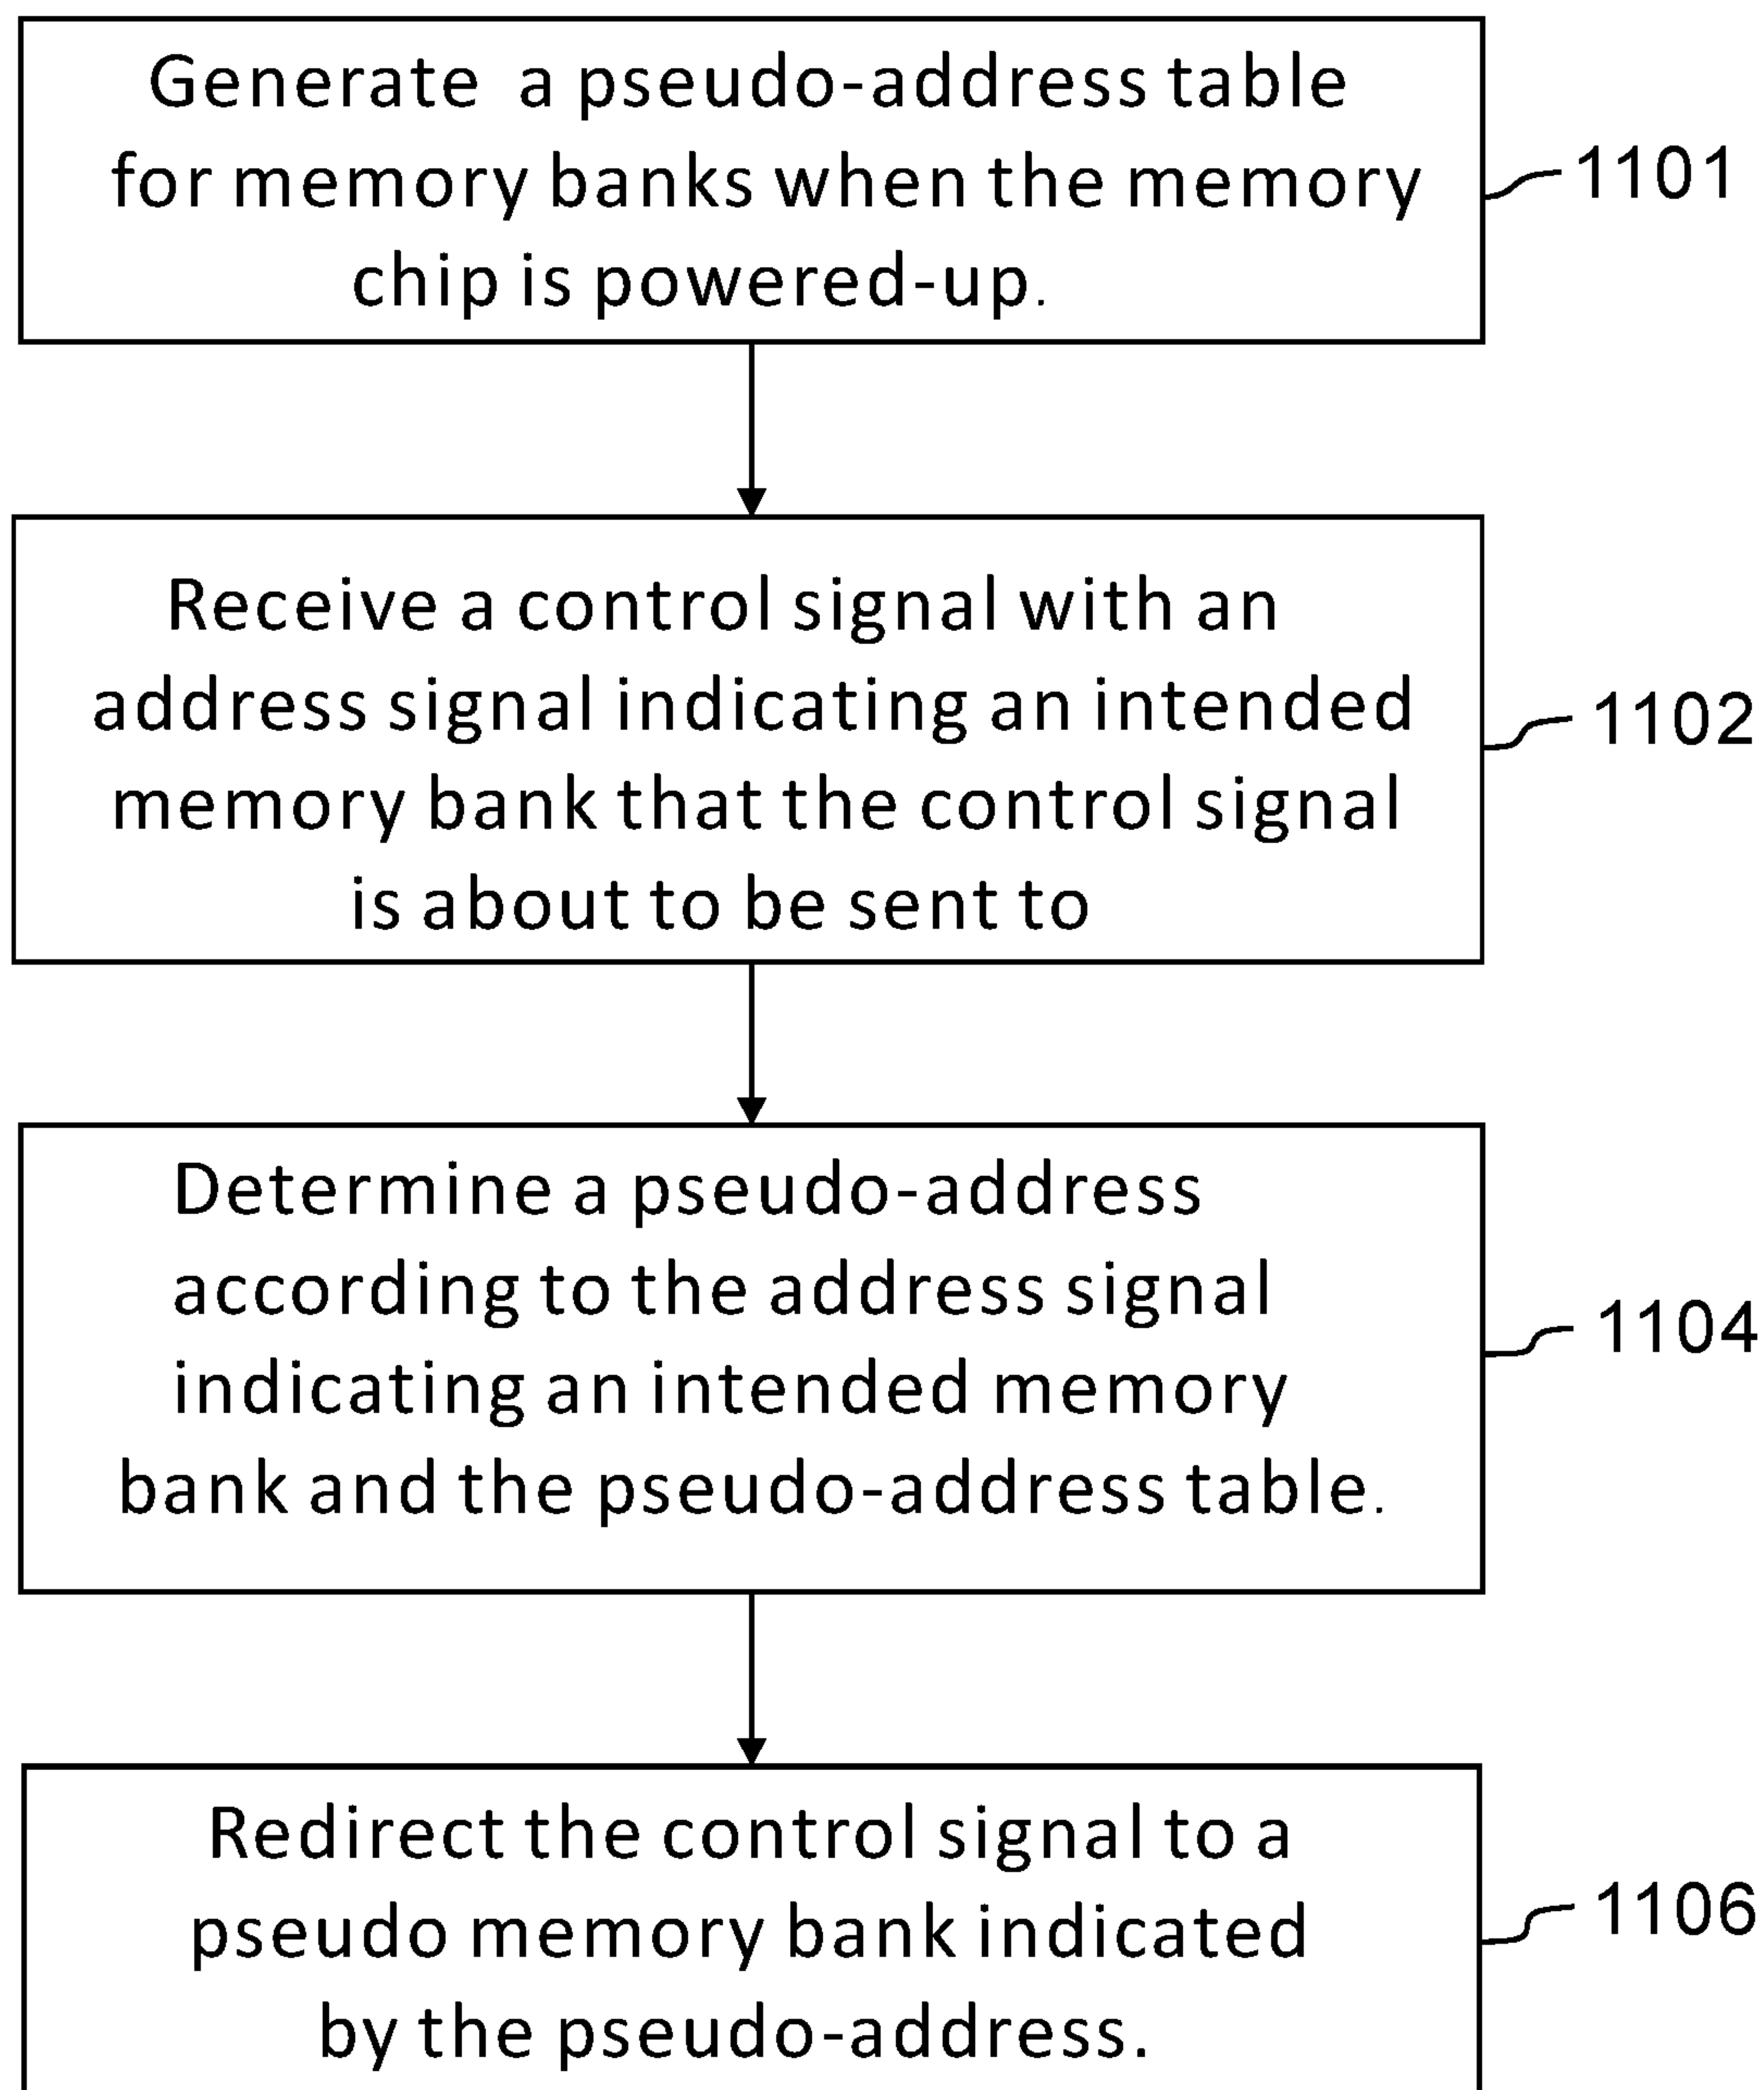 Generate a pseudo-address table
for memory banks when the memory
chip is powered-up.
1101
Receive a control signal with an
address signal indicating an intended
memory bank that the control signal
is about to be sent to
1102
Determine a pseudo-address
according to the address signal
indicating an intended memory
bank and the pseudo-address table.
1104
Redirect the control signal to a
pseudo memory bank indicated
by the pseudo-address.
1106